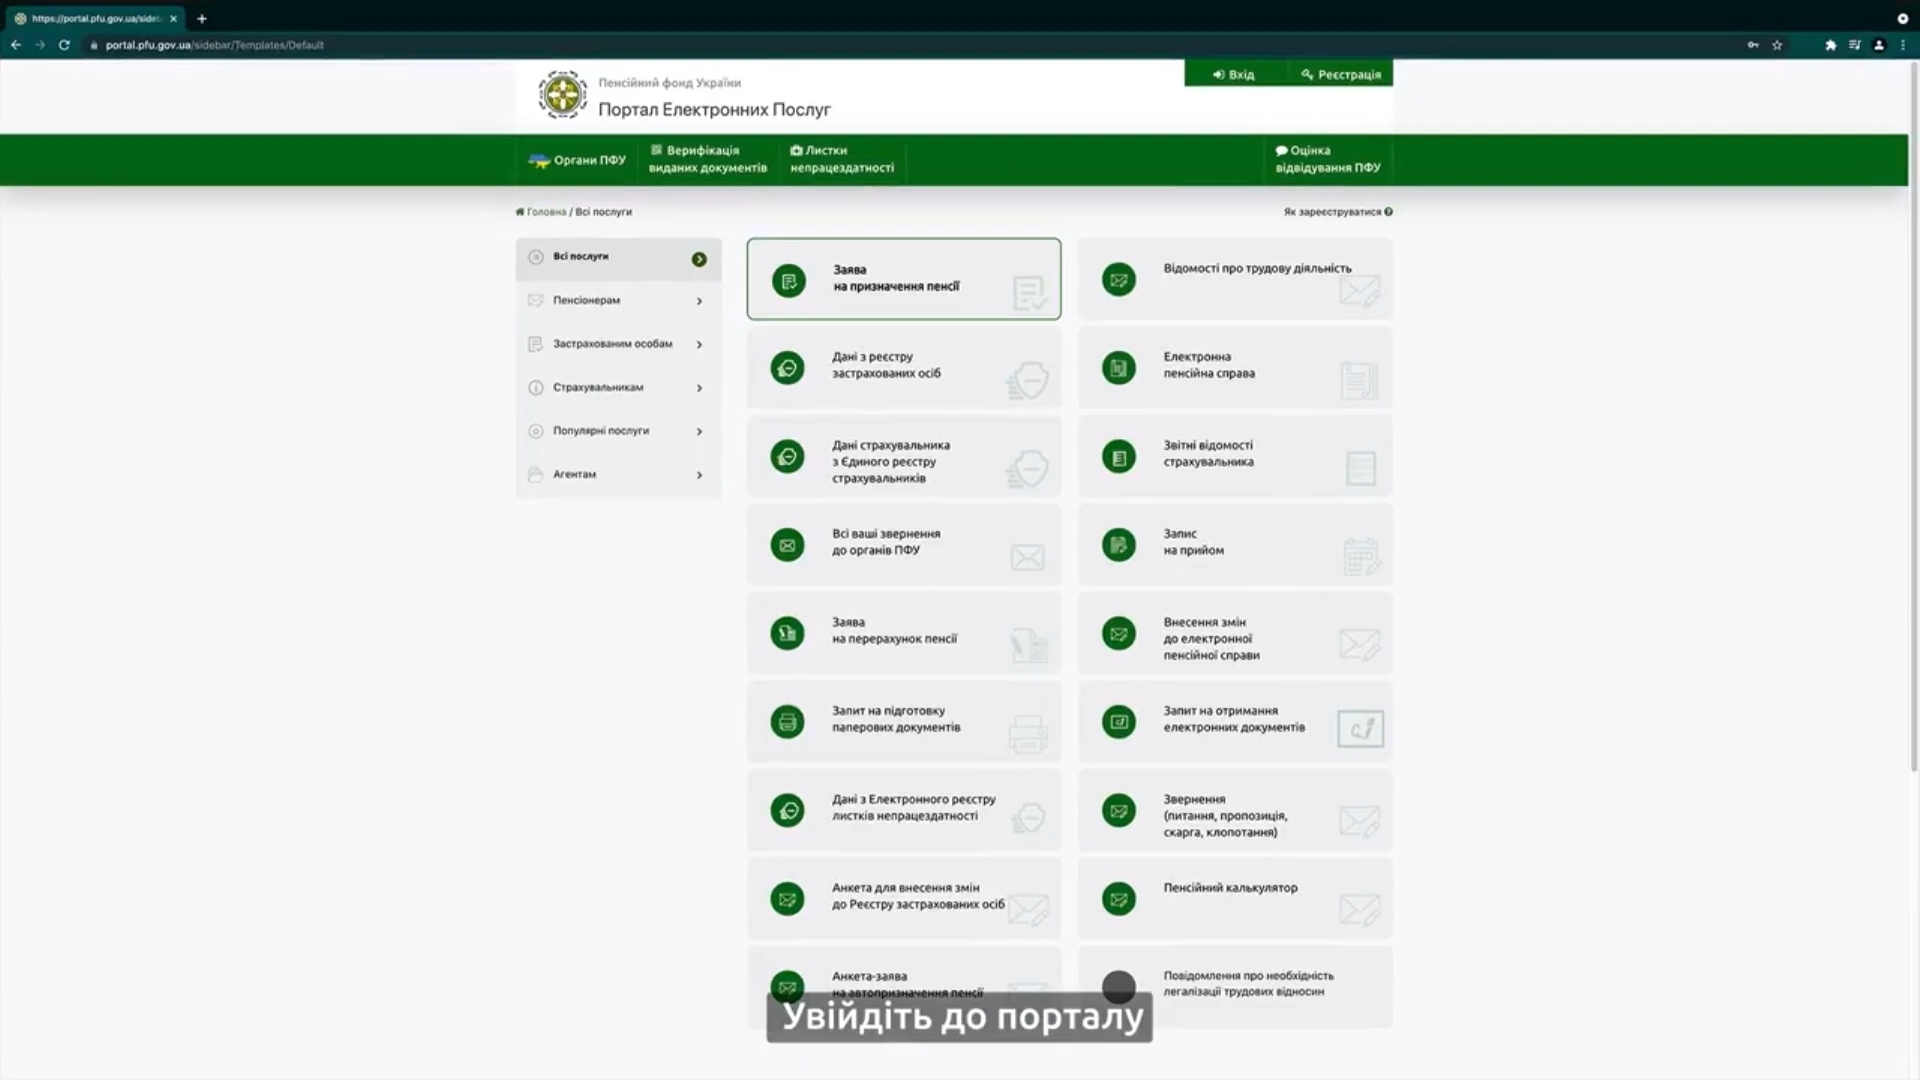 https://portal.pfu.gov.ua/side
portal.pfu.gov.ua/sidebar/Templates/Default
Пенсійний фонд України
Портал Електронних Послуг
Вхід
Реєстрація
Органи ПФУ
Верифікація
виданих документів
Листки
непрацездатності
Оцінка
відвідування ПФУ
Головна / Всі послуги
Як зареєструватися
Всі послуги
Пенсіонерам
Застрахованим особам
Страхувальникам
Популярні послуги
Агентам
Заява
на призначення пенсії
Відомості про трудову діяльність
Дані з реєстру
застрахованих осіб
Електронна
пенсійна справа
Дані страхувальника
з Єдиного реєстру
страхувальників
Звітні відомості
страхувальника
Всі ваші звернення
до органів ПФУ
Запис
на прийом
Заява
на перерахунок пенсії
Внесення змін
до електронної
пенсійної справи
Запит на підготовку
паперових документів
Запит на отримання
електронних документів
Дані з Електронного реєстру
листків непрацездатності
Звернення
(питання, пропозиція,
скарга, клопотання)
Анкета для внесення змін
до Реєстру застрахованих осіб
Пенсійний калькулятор
Анкета-заява
на автопризначення пенсії
Повідомлення про необхідність
легалізації трудових відносин
Увійдіть до порталу